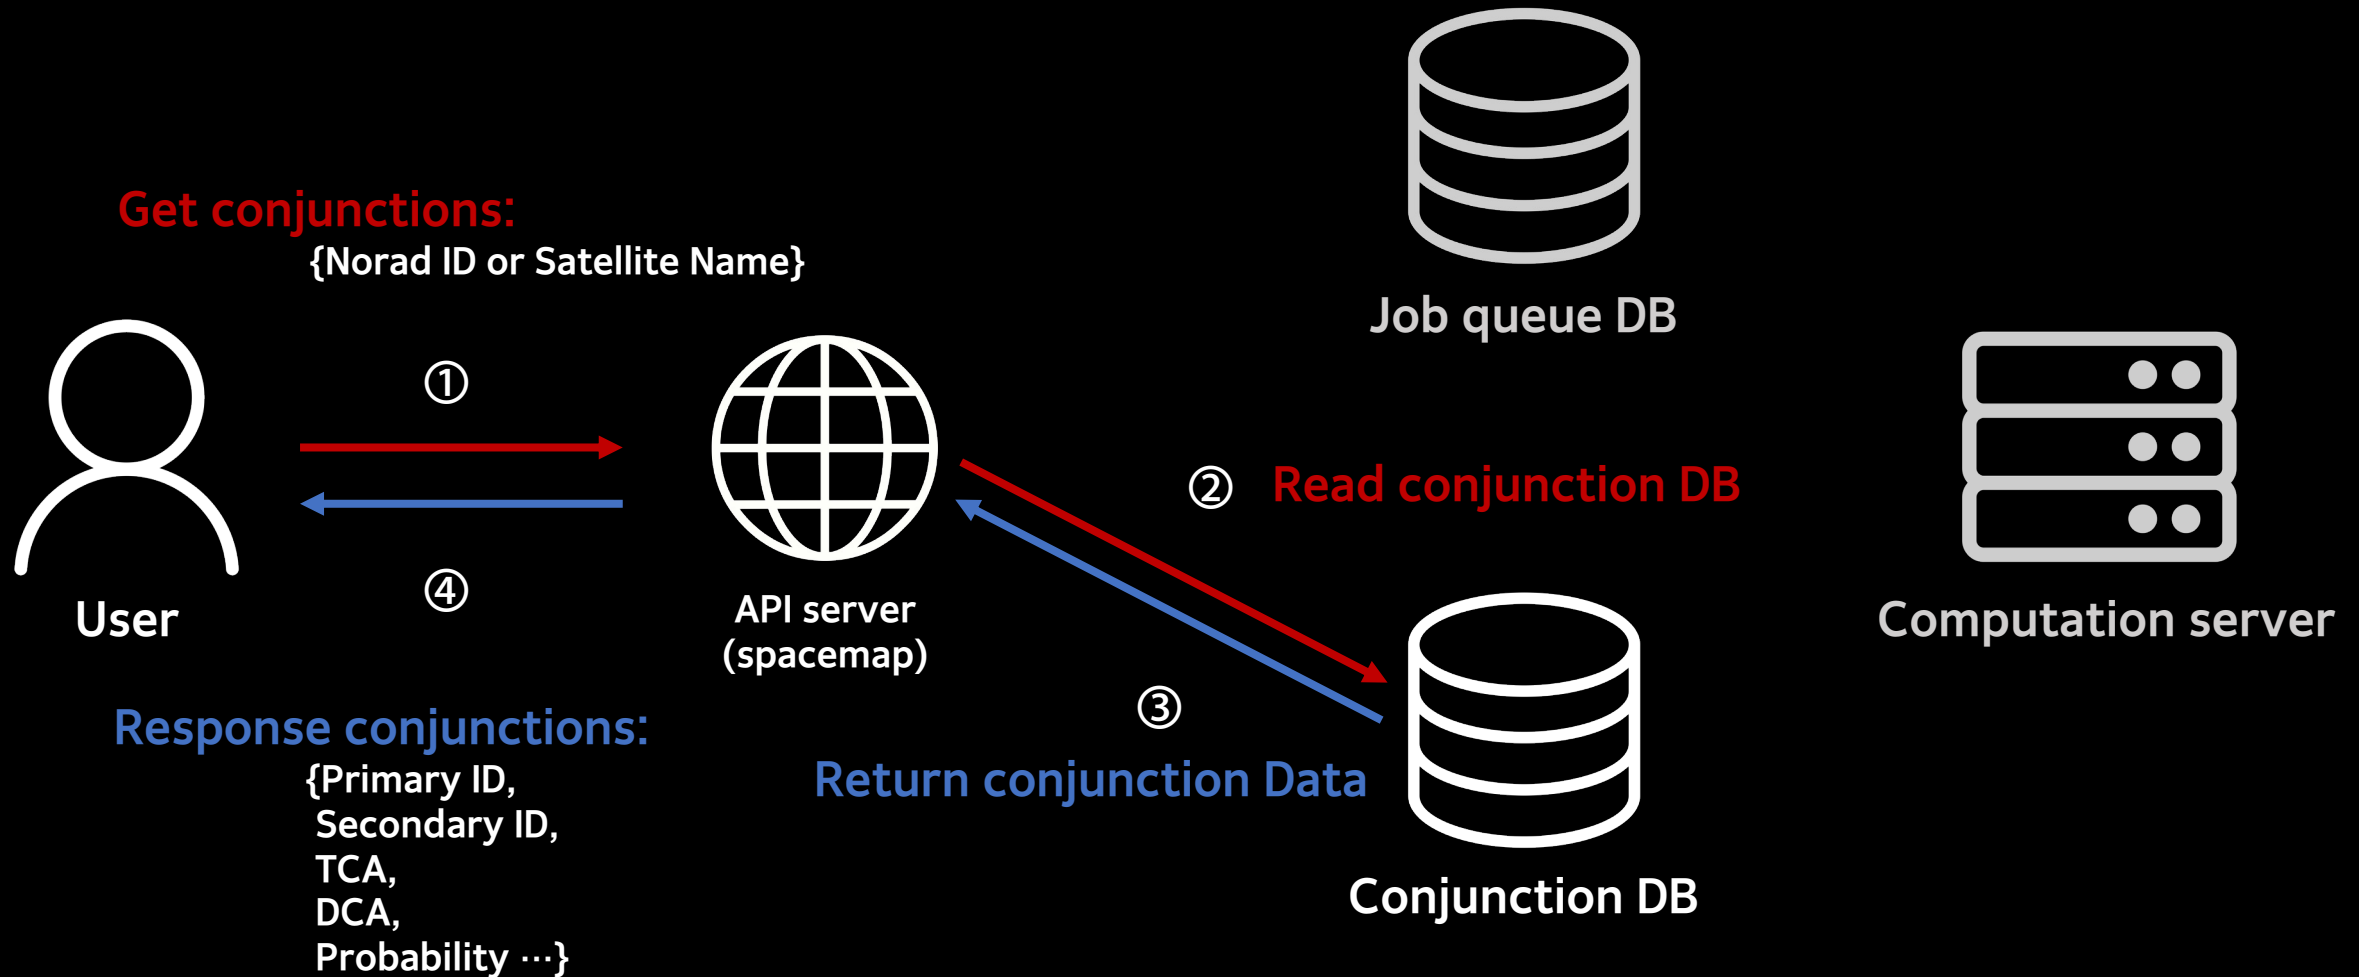 Get conjunctions:
{Norad ID or Satellite Name}
Job queue DB
①
② Read conjunction DB
④
User
API server
(spacemap)
Computation server
③
Return conjunction Data
Response conjunctions:
{Primary ID,
Secondary ID,
TCA,
DCA,
Probability ⋯}
Conjunction DB